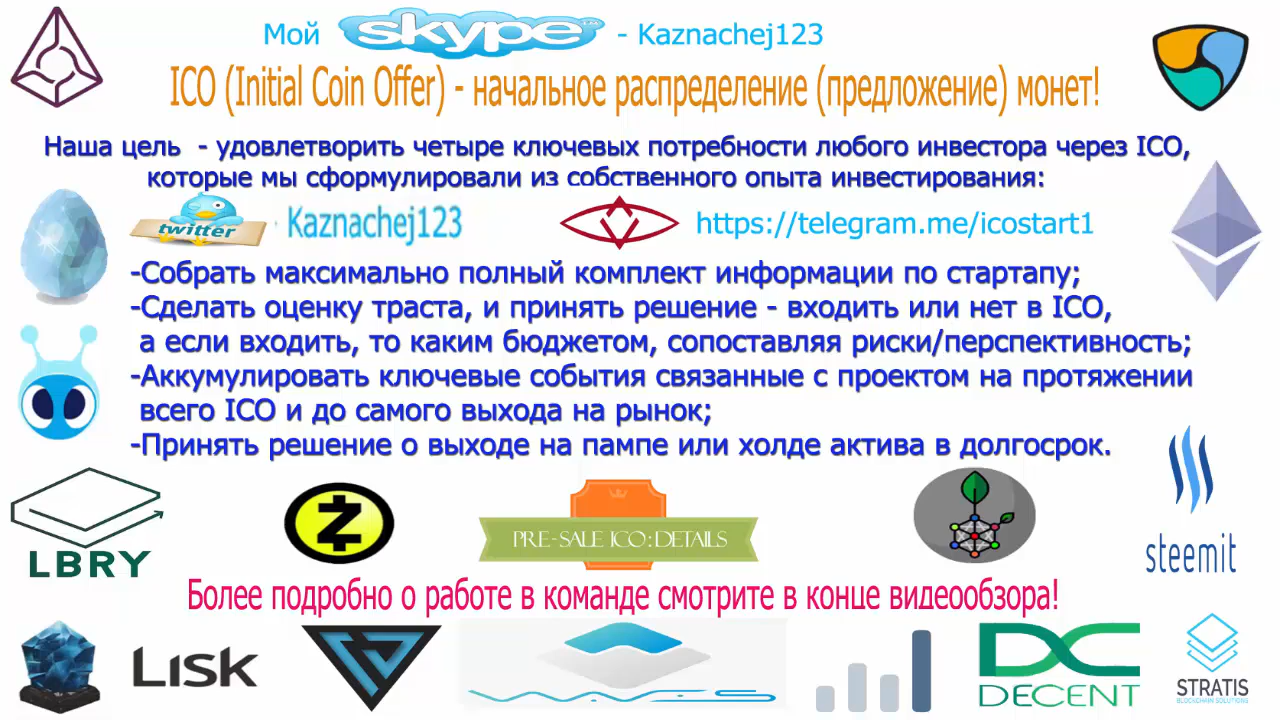 Мой skype™ - Kaznachej123
ICO (Initial Coin Offer) - начальное распределение (предложение) монет!
Наша цель - удовлетворить четыре ключевых потребности любого инвестора через ICO,
которые мы сформулировали из собственного опыта инвестирования:
twitter - Kaznachej123
https://telegram.me/icostart1
-Собрать максимально полный комплект информации по стартапу;
-Сделать оценку траста, и принять решение - входить или нет в ICO,
а если входить, то каким бюджетом, сопоставляя риски/перспективность;
-Аккумулировать ключевые события связанные с проектом на протяжении
всего ICO и до самого выхода на рынок;
-Принять решение о выходе на пампе или холде актива в долгосрок.
LBRY
PRE-SALE ICO: DETAILS
steemit
Более подробно о работе в команде смотрите в конце видеообзора!
LISK
WAVES
DC
DECENT
STRATIS
BLOCKCHAIN SOLUTIONS